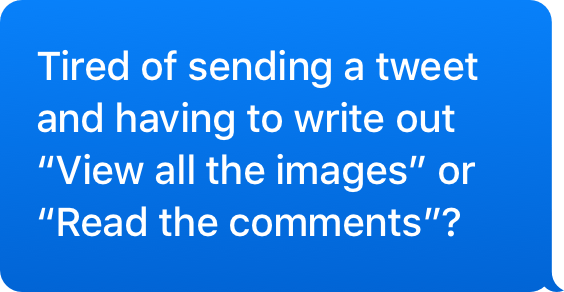 Tired of sending a tweet
and having to write out
“View all the images” or
“Read the comments”?